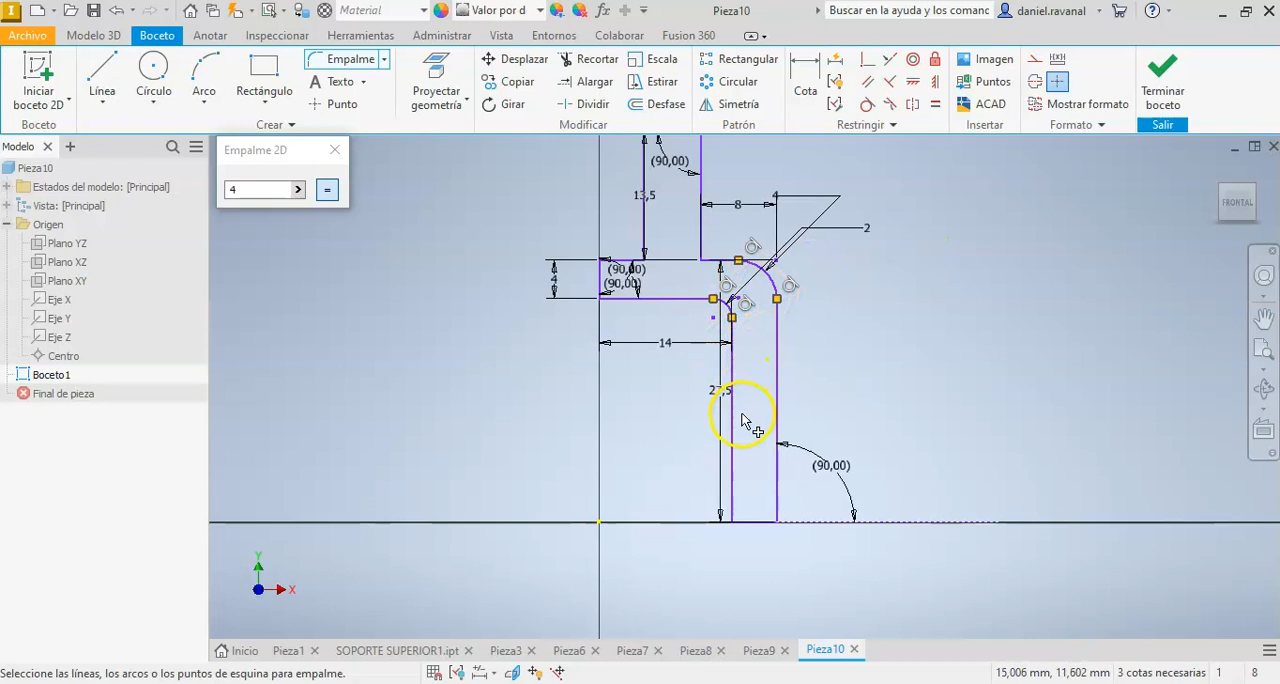 Material
Valor por d
fx
Pieza10
Buscar en la ayuda y los comanc
daniel.ravanal
Archivo Modelo 3D Boceto Anotar Inspeccionar Herramientas Administrar Vista Entornos Colaborar Fusion 360
Iniciar
boceto 2D
Línea
Círculo
Arco
Rectángulo
Empalme
Texto
Punto
Proyectar
geometría
Desplazar
Copiar
Girar
Recortar
Alargar
Dividir
Escala
Estirar
Desfase
Rectangular
Circular
Simetría
Cota
Imagen
Puntos
ACAD
Mostrar formato
Terminar
boceto
Boceto Crear Modificar Patrón Restringir Insertar Formato Salir
Modelo
Pieza10
Estados del modelo: [Principal]
Vista: [Principal]
Origen
Plano YZ
Plano XZ
Plano XY
Eje X
Eje Y
Eje Z
Centro
Boceto1
Final de pieza
Empalme 2D
4
=
(90,00)
13,5
8
4
2
(90,00)
(90,00)
4
14
27,5
(90,00)
FRONTAL
Y
X
Inicio Pieza1 SOPORTE SUPERIOR1.ipt Pieza3 Pieza6 Pieza7 Pieza8 Pieza9 Pieza10
Seleccione las líneas, los arcos o los puntos de esquina para empalme.
15,006 mm, 11,602 mm 3 cotas necesarias 1 8